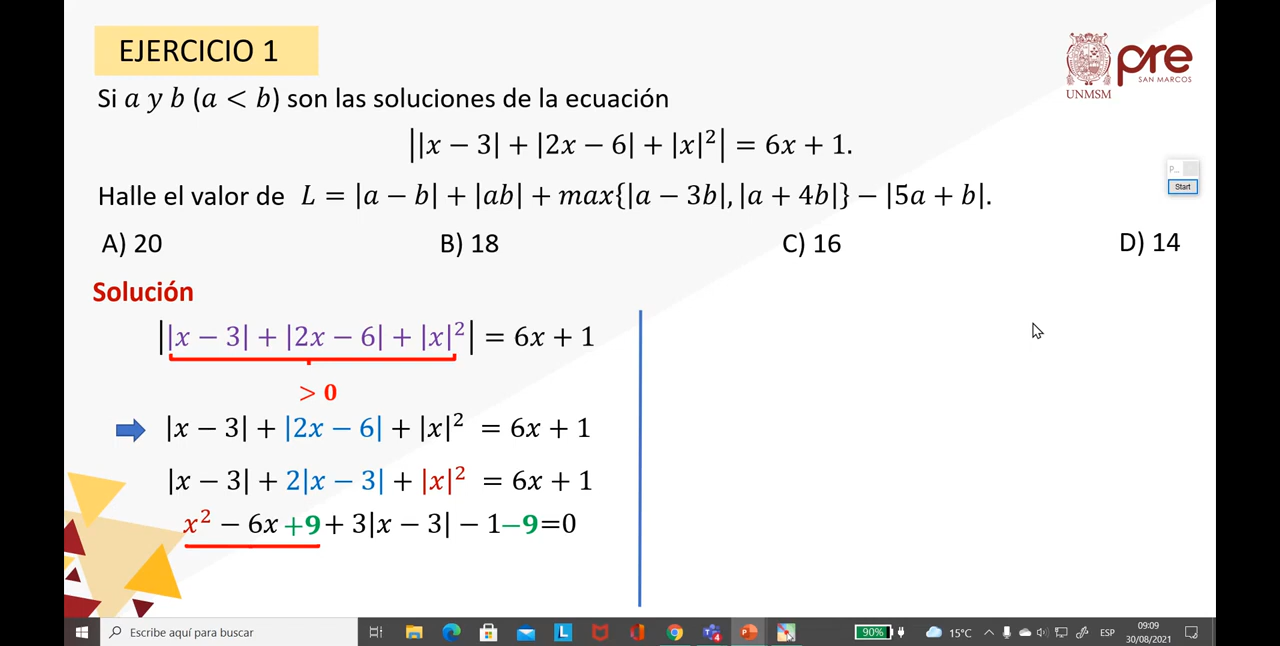 EJERCICIO 1
pre
SAN MARCOS
UNMSM
Si a y b (a < b) son las soluciones de la ecuación
||x − 3| + |2x − 6| + |x|²| = 6x + 1.
P...
Start
Halle el valor de L = |a − b| + |ab| + max{|a − 3b|, |a + 4b|} − |5a + b|.
A) 20 B) 18 C) 16 D) 14
Solución
||x − 3| + |2x − 6| + |x|²| = 6x + 1
> 0
|x − 3| + |2x − 6| + |x|² = 6x + 1
|x − 3| + 2|x − 3| + |x|² = 6x + 1
x² − 6x +9 + 3|x − 3| − 1−9=0
Escribe aquí para buscar
L
4
90%
15°C
ESP
09:09
30/08/2021